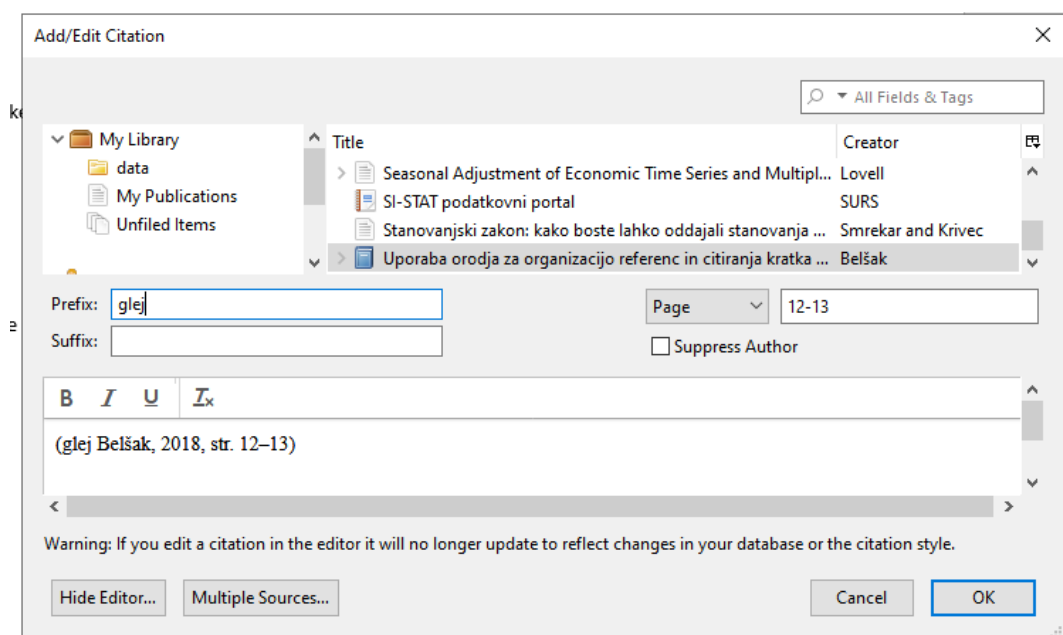 Add/Edit Citation
All Fields & Tags
ke
My Library
data
My Publications
Unfiled Items
Title Creator
Seasonal Adjustment of Economic Time Series and Multipl... Lovell
SI-STAT podatkovni portal SURS
Stanovanjski zakon: kako boste lahko oddajali stanovanja ... Smrekar and Krivec
Uporaba orodja za organizacijo referenc in citiranja kratka ... Belšak
Prefix: glej Page 12-13
e
Suffix: Suppress Author
B I U Tx
(glej Belšak, 2018, str. 12–13)
Warning: If you edit a citation in the editor it will no longer update to reflect changes in your database or the citation style.
Hide Editor... Multiple Sources... Cancel OK